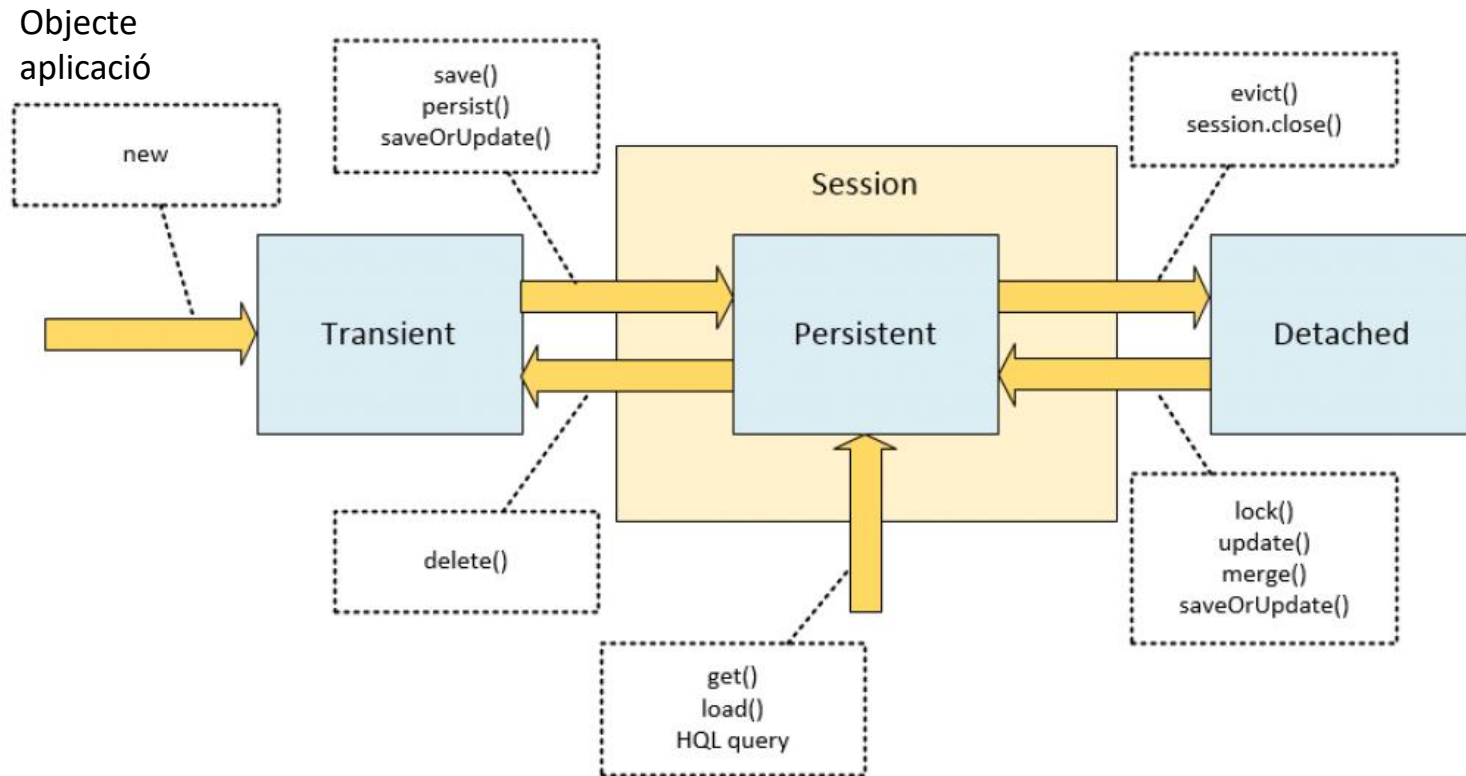 Objecte
aplicació
new
save()
persist()
saveOrUpdate()
evict()
session.close()
Session
Transient
Persistent
Detached
delete()
get()
load()
HQL query
lock()
update()
merge()
saveOrUpdate()